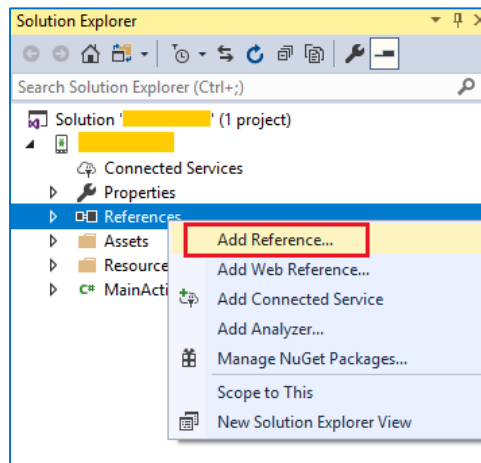 Solution Explorer
Search Solution Explorer (Ctrl+;)
Solution ' ' (1 project)
Connected Services
Properties
References
Add Reference...
Assets
Add Web Reference...
Resource
Add Connected Service
C# MainActi
Add Analyzer...
Manage NuGet Packages...
Scope to This
New Solution Explorer View